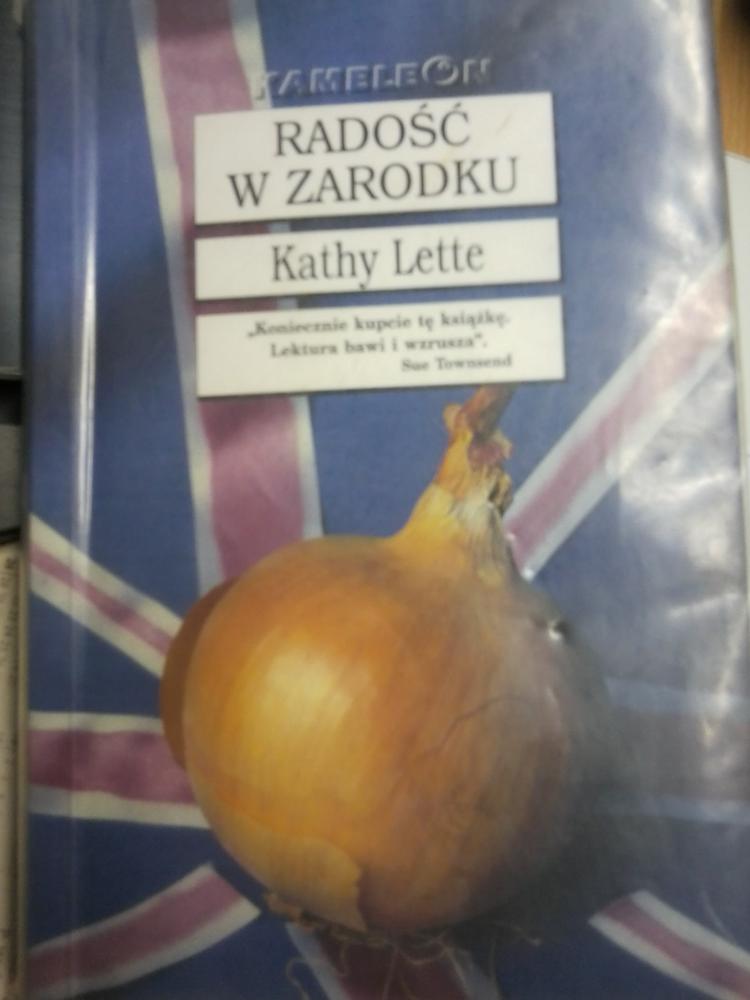 KAMELEON
RADOŚĆ
W ZARODKU
Kathy Lette
„Koniecznie kupcie tę książkę.
Lektura bawi i wzrusza”.
Sue Townsend